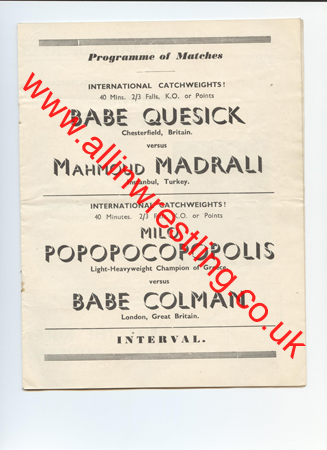 Programme of Matches
INTERNATIONAL CATCHWEIGHTS!
40 Mins. 2/3 Falls, K.O. or Points
BABE QUESICK
Chesterfield, Britain.
versus
MAHMOUD MADRALI
Istanbul, Turkey.
INTERNATIONAL CATCHWEIGHTS!
40 Minutes. 2/3 Falls, K.O. or Points
MILO
POPOPOCOPOPOLIS
Light-Heavyweight Champion of Greece
versus
BABE COLMAN
London, Great Britain.
INTERVAL.
www.allinwrestling.co.uk